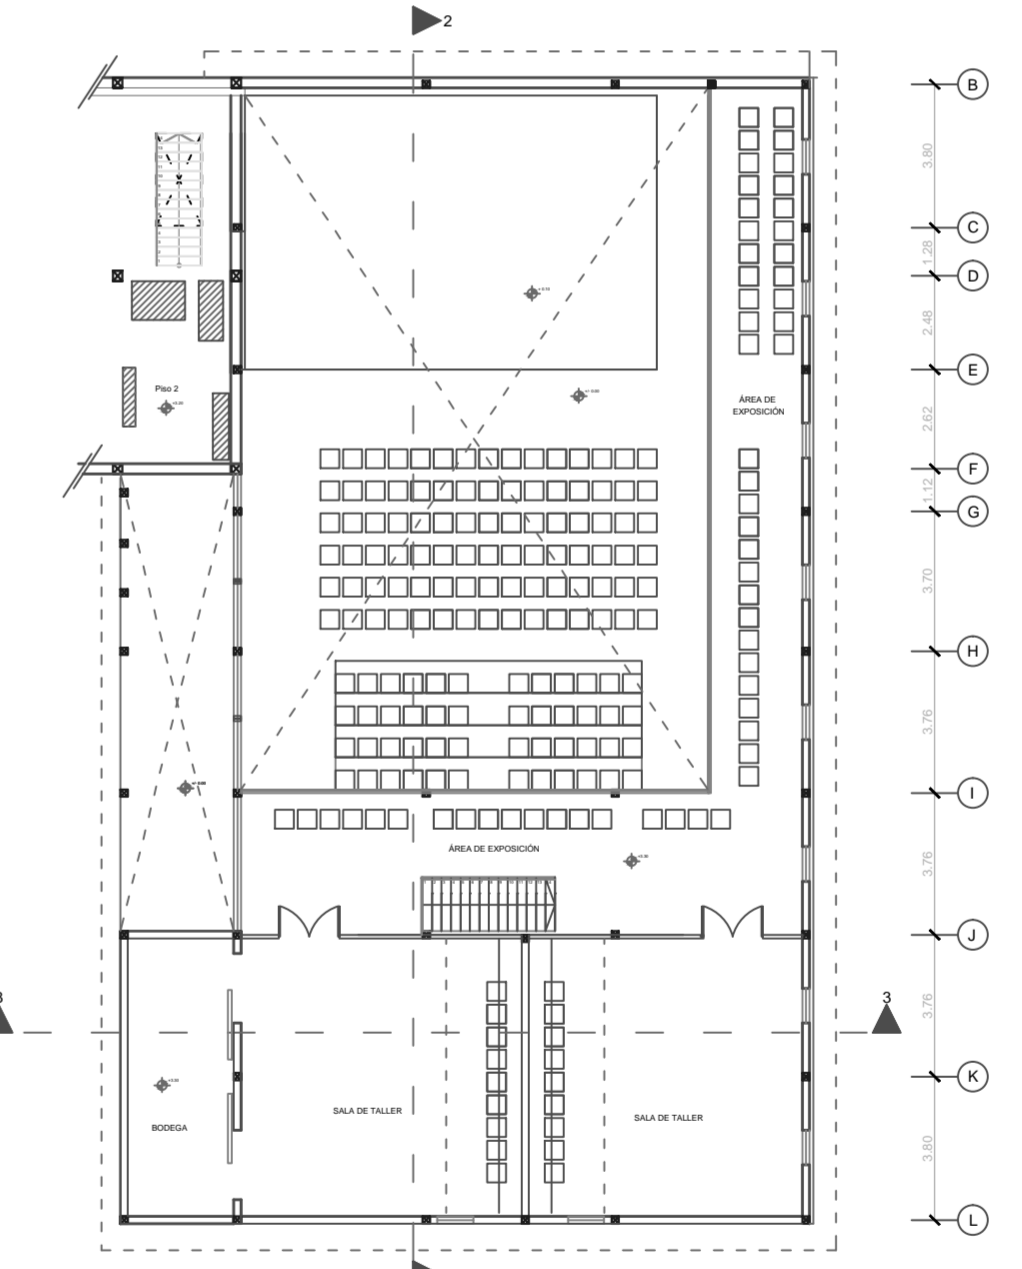 2
B
3.80
C
1.28
D
2.48
E
Piso 2
ÁREA DE
EXPOSICIÓN
2.62
F
1.12
G
3.70
H
3.76
I
ÁREA DE EXPOSICIÓN
3.76
J
3
3
3.76
K
SALA DE TALLER
SALA DE TALLER
BODEGA
3.80
L